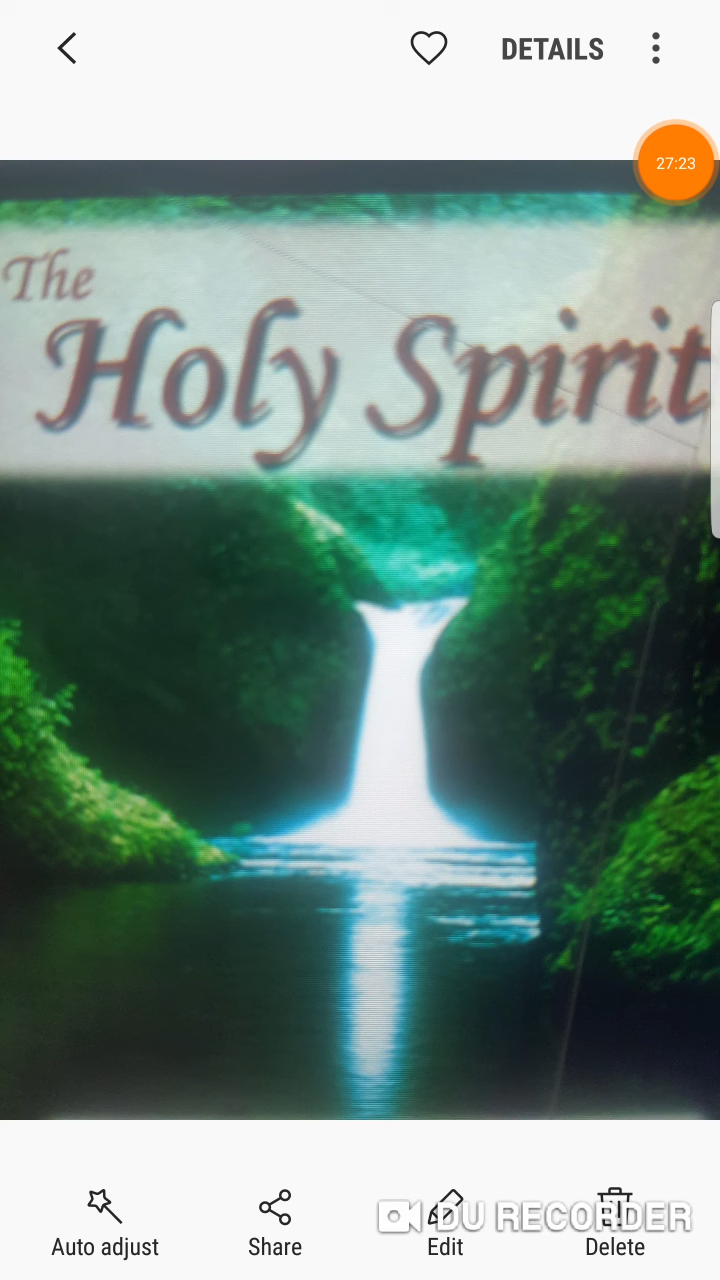 DETAILS
27:23
The
Holy Spirit
Auto adjust
Share
Edit
Delete
DU RECORDER